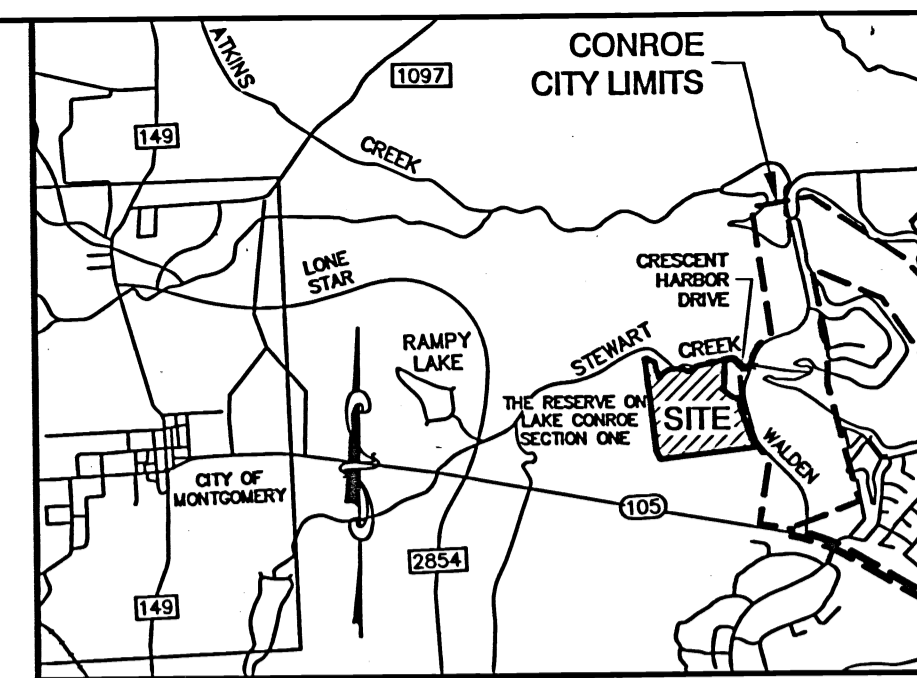 CONROE
CITY LIMITS
ATKINS
CREEK
1097
149
CRESCENT
HARBOR
DRIVE
LONE
STAR
RAMPY
LAKE
STEWART
CREEK
THE RESERVE ON
LAKE CONROE
SECTION ONE
SITE
WALDEN
CITY OF
MONTGOMERY
105
2854
149